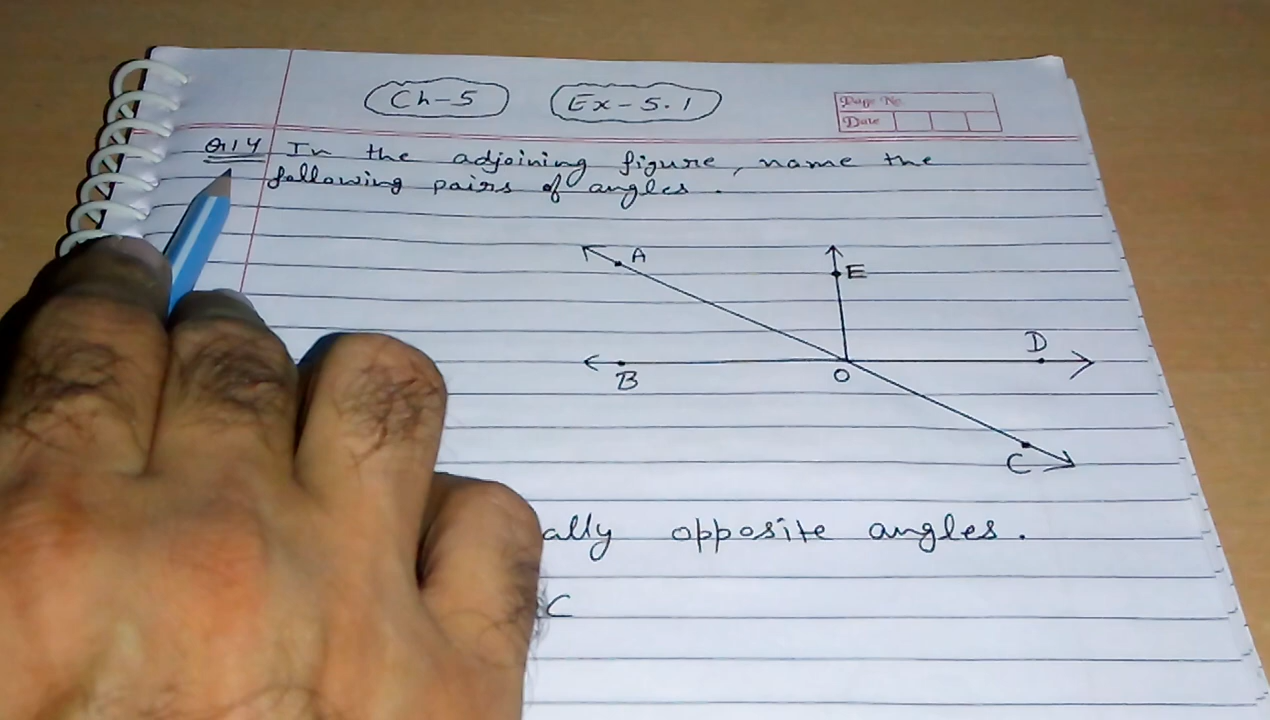 Ch-5 Ex-5.1
Page No.
Date
Q.14 In the adjoining figure, name the
following pairs of angles.
A
E
D
B
O
C
ally opposite angles.
C